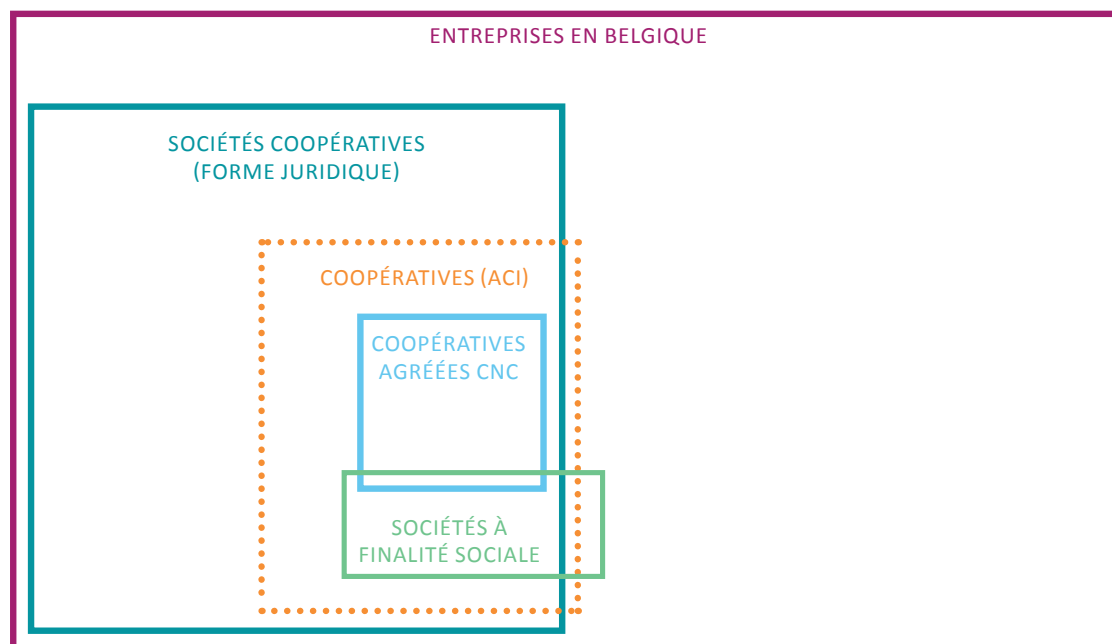 ENTREPRISES EN BELGIQUE
SOCIÉTÉS COOPÉRATIVES
(FORME JURIDIQUE)
COOPÉRATIVES (ACI)
COOPÉRATIVES
AGRÉÉES CNC
SOCIÉTÉS À
FINALITÉ SOCIALE